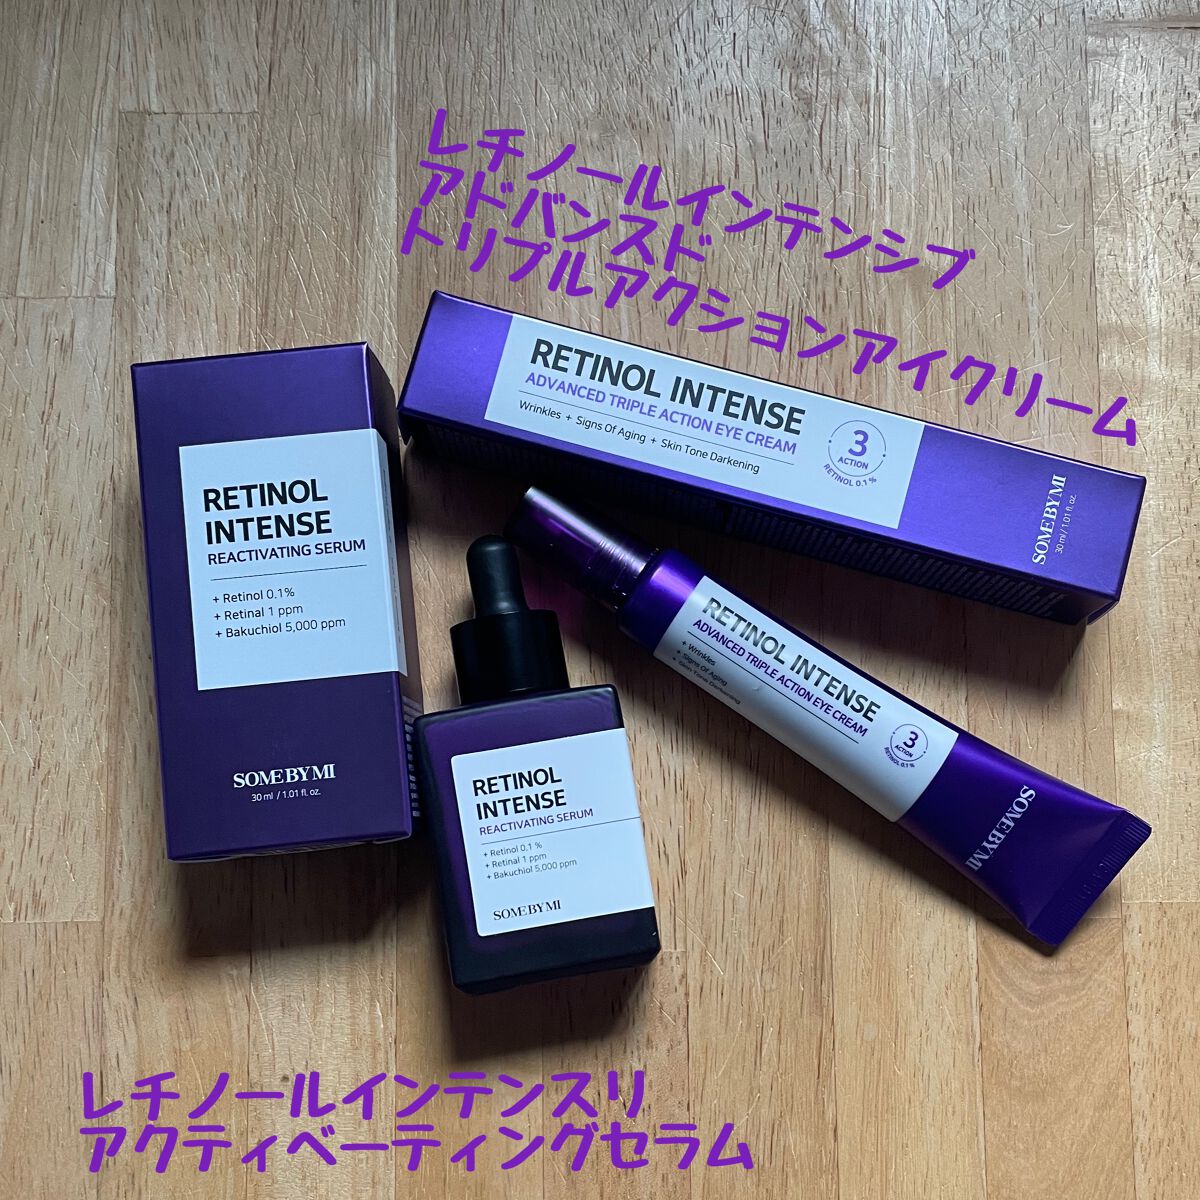 レチノールインテンシブ
アドバンスド
トリプルアクションアイクリーム
RETINOL INTENSE
ADVANCED TRIPLE ACTION EYE CREAM
Wrinkles + Signs Of Aging + Skin Tone Darkening
3
ACTION
RETINOL 0.1%
SOME BY MI
30 ml / 1.01 fl. oz.
RETINOL
INTENSE
REACTIVATING SERUM
+ Retinol 0.1%
+ Retinal 1 ppm
+ Bakuchiol 5,000 ppm
SOME BY MI
30 ml / 1.01 fl. oz.
RETINOL INTENSE
ADVANCED TRIPLE ACTION EYE CREAM
+ Wrinkles
+ Signs Of Aging
+ Skin Tone Darkening
3
ACTION
RETINOL 0.1%
SOME BY MI
RETINOL
INTENSE
REACTIVATING SERUM
+ Retinol 0.1 %
+ Retinal 1 ppm
+ Bakuchiol 5,000 ppm
SOME BY MI
レチノールインテンスリ
アクティベーティングセラム